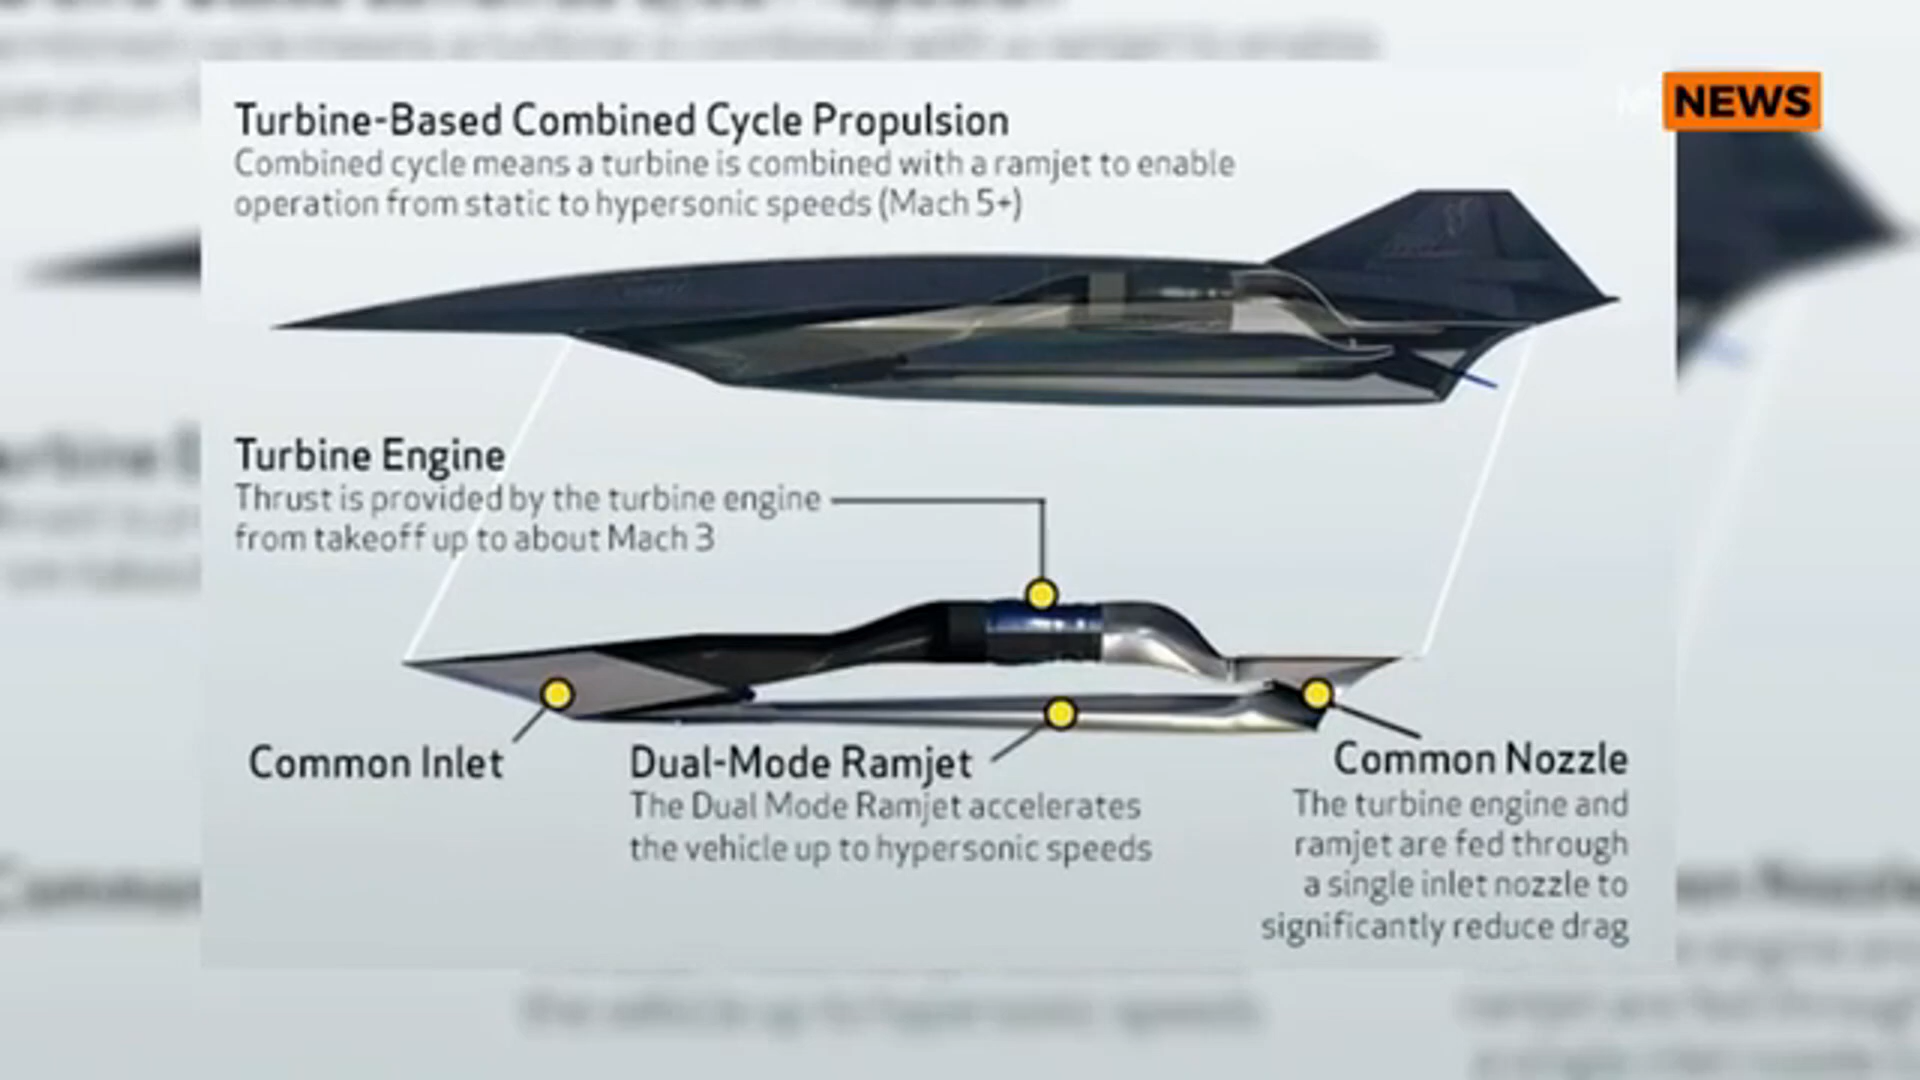 NEWS
Turbine-Based Combined Cycle Propulsion
Combined cycle means a turbine is combined with a ramjet to enable
operation from static to hypersonic speeds (Mach 5+)
Turbine Engine
Thrust is provided by the turbine engine
from takeoff up to about Mach 3
Common Inlet
Dual-Mode Ramjet
The Dual Mode Ramjet accelerates
the vehicle up to hypersonic speeds
Common Nozzle
The turbine engine and
ramjet are fed through
a single inlet nozzle to
significantly reduce drag